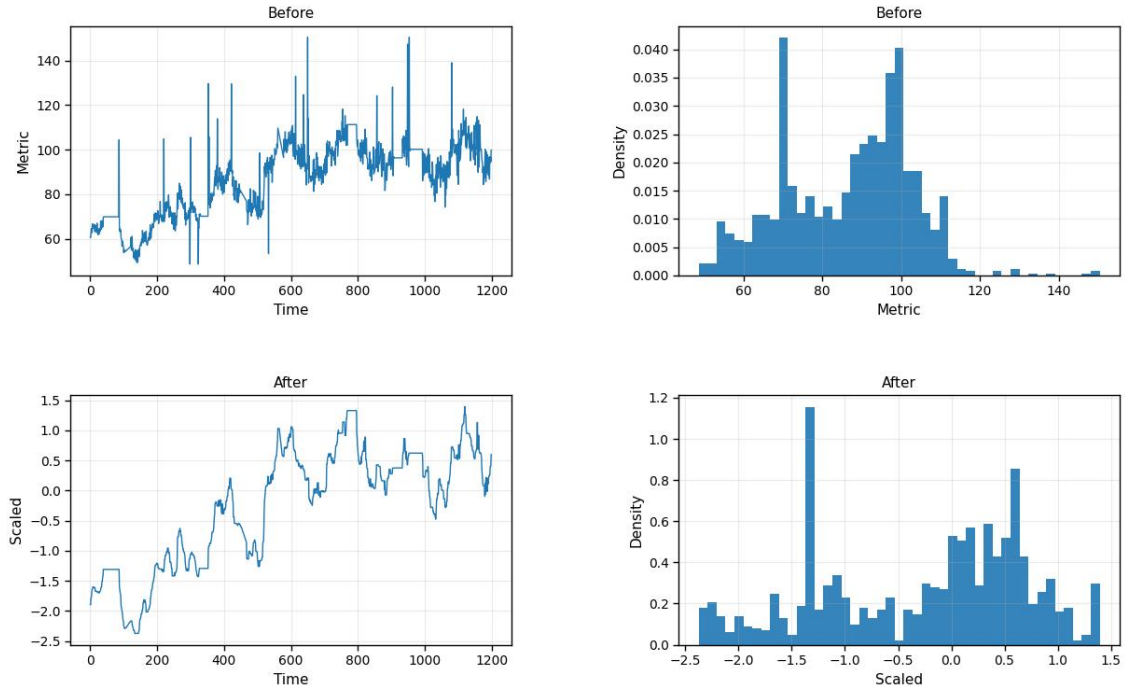 Before
Metric
140
120
100
80
60
0 200 400 600 800 1000 1200
Time
Before
Density
0.040
0.035
0.030
0.025
0.020
0.015
0.010
0.005
0.000
60 80 100 120 140
Metric
After
Scaled
1.5
1.0
0.5
0.0
−0.5
−1.0
−1.5
−2.0
−2.5
0 200 400 600 800 1000 1200
Time
After
Density
1.2
1.0
0.8
0.6
0.4
0.2
0.0
−2.5 −2.0 −1.5 −1.0 −0.5 0.0 0.5 1.0 1.5
Scaled